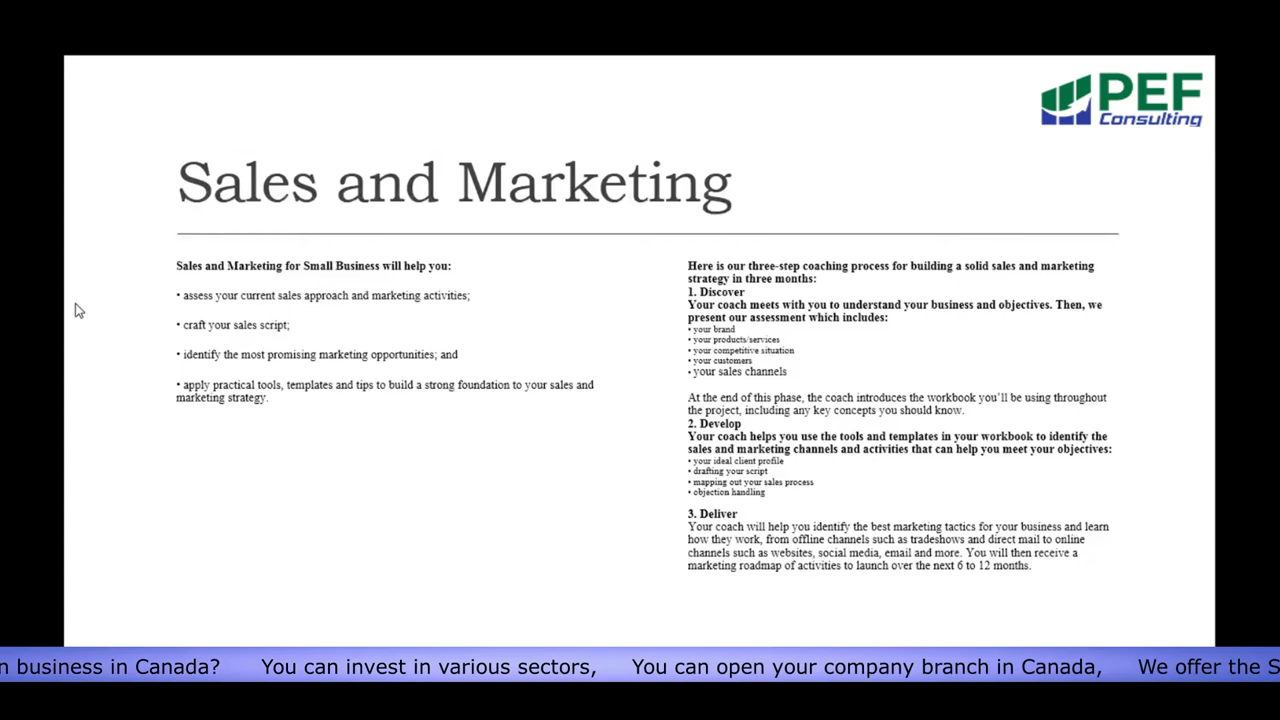 PEF
Consulting
Sales and Marketing
Sales and Marketing for Small Business will help you:
• assess your current sales approach and marketing activities;
• craft your sales script;
• identify the most promising marketing opportunities; and
• apply practical tools, templates and tips to build a strong foundation to your sales and
marketing strategy.
Here is our three-step coaching process for building a solid sales and marketing
strategy in three months:
1. Discover
Your coach meets with you to understand your business and objectives. Then, we
present our assessment which includes:
• your brand
• your products/services
• your competitive situation
• your customers
• your sales channels
At the end of this phase, the coach introduces the workbook you’ll be using throughout
the project, including any key concepts you should know.
2. Develop
Your coach helps you use the tools and templates in your workbook to identify the
sales and marketing channels and activities that can help you meet your objectives:
• your ideal client profile
• drafting your script
• mapping out your sales process
• objection handling
3. Deliver
Your coach will help you identify the best marketing tactics for your business and learn
how they work, from offline channels such as tradeshows and direct mail to online
channels such as websites, social media, email and more. You will then receive a
marketing roadmap of activities to launch over the next 6 to 12 months.
n business in Canada? You can invest in various sectors, You can open your company branch in Canada, We offer the S